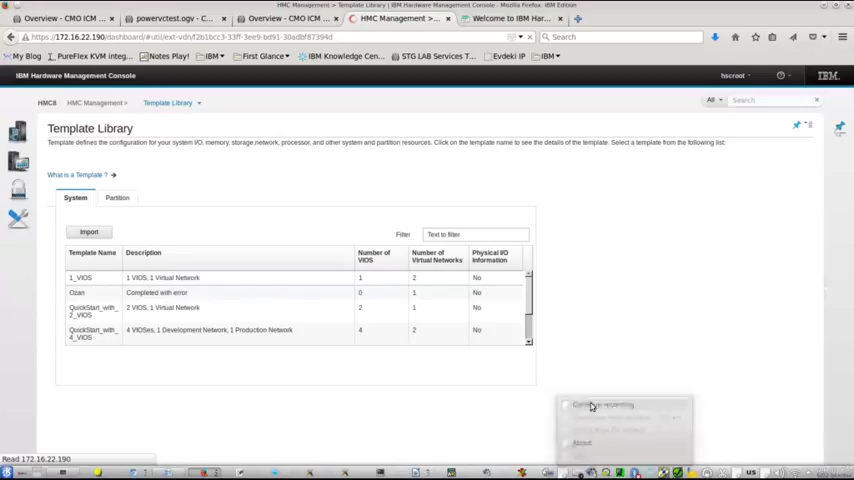 HMC Management > Template Library - Mozilla Firefox, IBM Edition
Overview - CMO ICM ...
powervctest.ogv - C...
Overview - CMO ICM ...
HMC Management >...
Welcome to IBM Har...
https://172.16.22.190/dashboard/#util/ext-vdn/f2b1bcc3-33ff-3ee9-bd91-30adbf87394d
Search
My Blog
PureFlex KVM integ...
Notes Play!
IBM
First Glance
IBM Knowledge Cen...
STG LAB Services T...
Evdeki IP
IBM
IBM Hardware Management Console
hscroot
IBM
HMC8
HMC Management >
Template Library
All
Search
Template Library
Template defines the configuration for your system I/O, memory, storage,network, processor, and other system and partition resources. Click on the template name to see the details of the template. Select a template from the following list:
What is a Template ?
System
Partition
Import
Filter
Text to filter
Template Name
Description
Number of VIOS
Number of Virtual Networks
Physical I/O Information
1_VIOS
1 VIOS, 1 Virtual Network
1
2
No
Ozan
Completed with error
0
1
No
QuickStart_with_2_VIOS
2 VIOS, 1 Virtual Network
2
1
No
QuickStart_with_4_VIOS
4 VIOSes, 1 Development Network, 1 Production Network
4
2
No
recording
About
Read 172.16.22.190
us